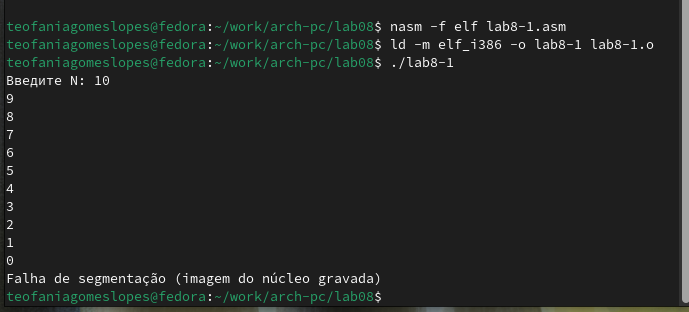 teofaniagomeslopes@fedora:~/work/arch-pc/lab08$ nasm -f elf lab8-1.asm
teofaniagomeslopes@fedora:~/work/arch-pc/lab08$ ld -m elf_i386 -o lab8-1 lab8-1.o
teofaniagomeslopes@fedora:~/work/arch-pc/lab08$ ./lab8-1
Введите N: 10
9
8
7
6
5
4
3
2
1
0
Falha de segmentação (imagem do núcleo gravada)
teofaniagomeslopes@fedora:~/work/arch-pc/lab08$